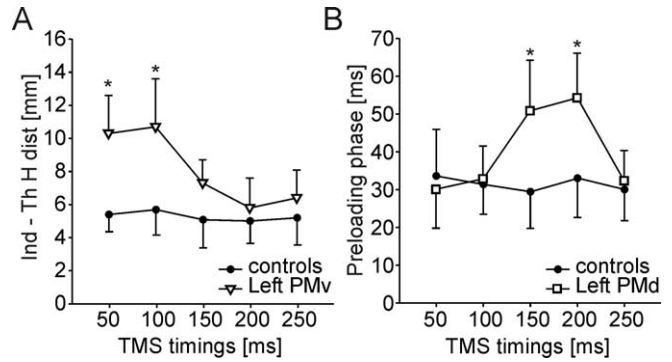 A
Ind - Th H dist [mm]
16
14
12
10
8
6
4
2
0
* *
controls
Left PMv
50 100 150 200 250
TMS timings [ms]
B
Preloading phase [ms]
70
60
50
40
30
20
10
0
* *
controls
Left PMd
50 100 150 200 250
TMS timings [ms]